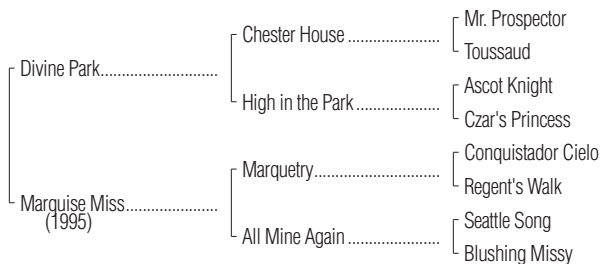 Mr. Prospector
Chester House ......................
Toussaud
Divine Park............................
Ascot Knight
High in the Park ...................
Czar's Princess
Conquistador Cielo
Marquetry..............................
Regent's Walk
Marquise Miss......................
(1995)
Seattle Song
All Mine Again ......................
Blushing Missy